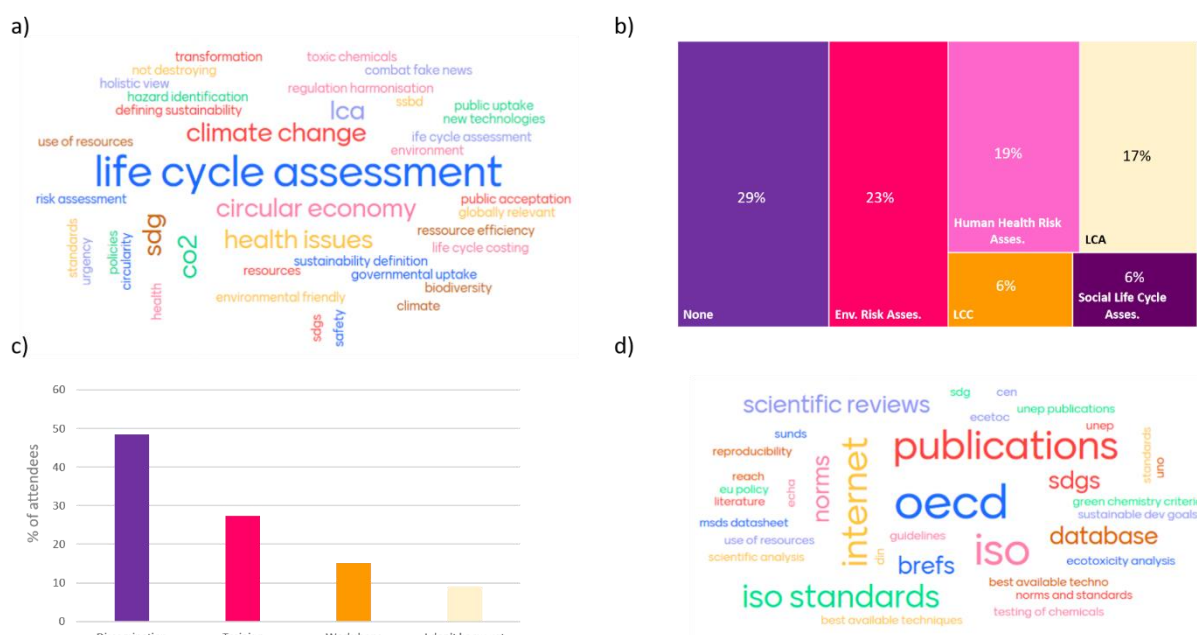 a)
transformation
toxic chemicals
not destroying
combat fake news
holistic view
regulation harmonisation
hazard identification
lca
ssbd
public uptake
defining sustainability
new technologies
use of resources
climate change
ife cycle assessment
environment
life cycle assessment
risk assessment
circular economy
public acceptation
globally relevant
standards
urgency
policies
circularity
sdg
co2
health issues
ressource efficiency
life cycle costing
sustainability definition
resources
governmental uptake
health
environmental friendly
biodiversity
climate
sdgs
safety
b)
29%
23%
19%
17%
Human Health Risk
Asses.
LCA
6%
6%
Social Life Cycle
Asses.
None
Env. Risk Asses.
LCC
c)
% of attendees
60
50
40
30
20
10
0
d)
scientific reviews
sdg
cen
ecetoc
unep publications
sunds
publications
unep
reproducibility
internet
norms
standards
uno
reach
echa
sdgs
eu policy
literature
oecd
green chemistry criteri
sustainable dev goals
msds datasheet
use of resources
guidelines
iso
database
scientific analysis
din
brefs
ecotoxicity analysis
iso standards
best available techno
norms and standards
testing of chemicals
best available techniques